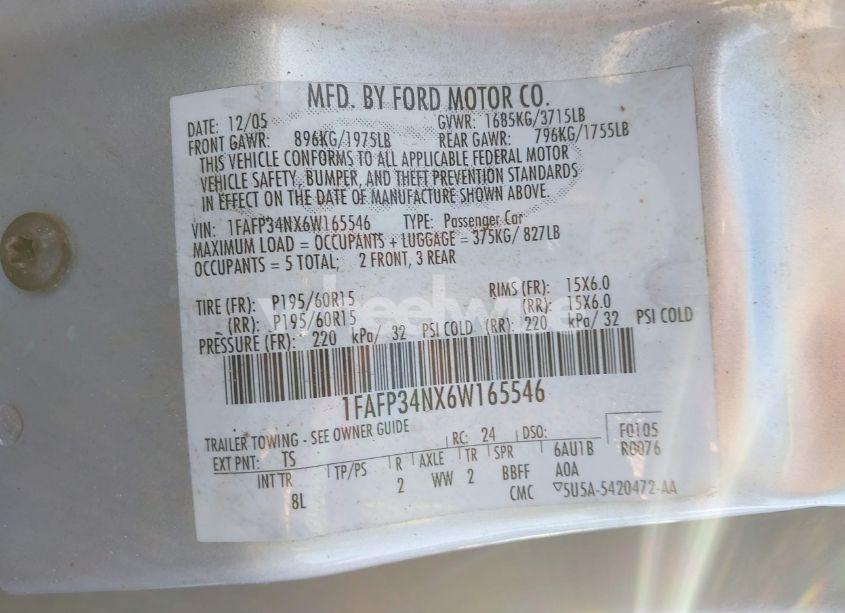 MFD. BY FORD MOTOR CO.
DATE: 12/05 GVWR: 1685KG/3715LB
FRONT GAWR: 896KG/1975LB REAR GAWR: 796KG/1755LB
THIS VEHICLE CONFORMS TO ALL APPLICABLE FEDERAL MOTOR
VEHICLE SAFETY, BUMPER, AND THEFT PREVENTION STANDARDS
IN EFFECT ON THE DATE OF MANUFACTURE SHOWN ABOVE.
VIN: 1FAFP34NX6W165546 TYPE: Passenger Car
MAXIMUM LOAD = OCCUPANTS + LUGGAGE = 375KG/ 827LB
OCCUPANTS = 5 TOTAL; 2 FRONT, 3 REAR
TIRE (FR): P195/60R15 RIMS (FR): 15X6.0
(RR): P195/60R15 (RR): 15X6.0
PRESSURE (FR): 220 kPa/ 32 PSI COLD (RR): 220 kPa/ 32 PSI COLD
1FAFP34NX6W165546
TRAILER TOWING - SEE OWNER GUIDE RC: 24 DSO: F0105
EXT PNT: TS R AXLE TR SPR 6AU1B R0076
INT TR TP/PS 2 WW 2 BBFF A0A
8L CMC 5U5A-5420472-AA
wheelwire